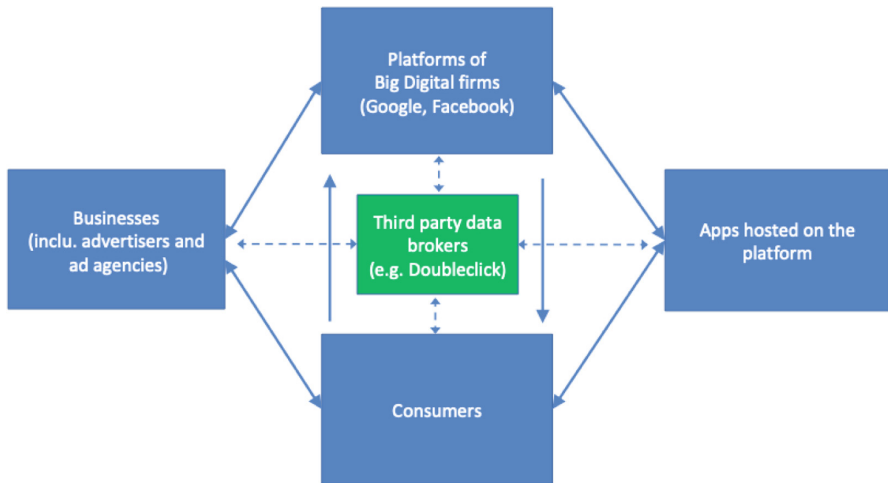 Platforms of
Big Digital firms
(Google, Facebook)
Businesses
(inclu. advertisers and
ad agencies)
Third party data
brokers
(e.g. Doubleclick)
Apps hosted on the
platform
Consumers